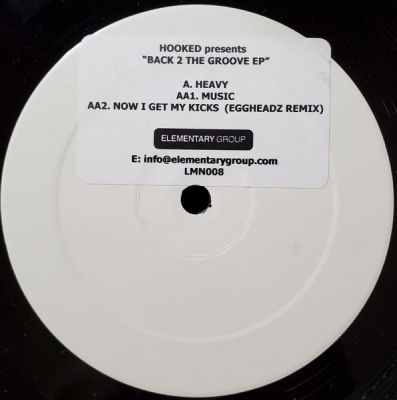 HOOKED presents
"BACK 2 THE GROOVE EP"
A. HEAVY
AA1. MUSIC
AA2. NOW I GET MY KICKS (EGGHEADZ REMIX)
ELEMENTARY GROUP
E: info@elementarygroup.com
LMN008